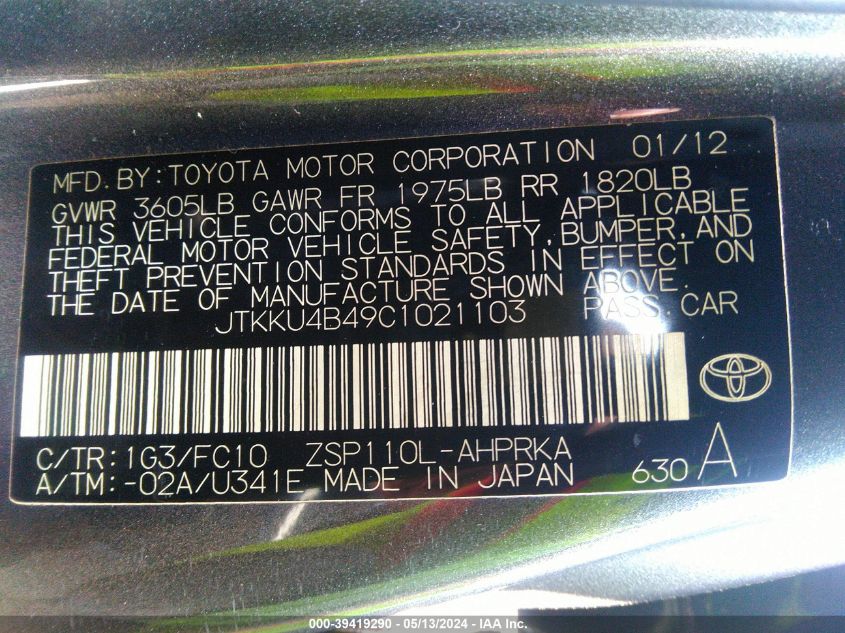 MFD. BY: TOYOTA MOTOR CORPORATION 01/12
GVWR 3605LB GAWR FR 1975LB RR 1820LB
THIS VEHICLE CONFORMS TO ALL APPLICABLE
FEDERAL MOTOR VEHICLE SAFETY, BUMPER, AND
THEFT PREVENTION STANDARDS IN EFFECT ON
THE DATE OF MANUFACTURE SHOWN ABOVE.
JTKKU4B49C1021103 PASS. CAR
C/TR: 1G3/FC10 ZSP110L-AHPRKA
A/TM: -02A/U341E MADE IN JAPAN 630 A
000-39419290 - 05/13/2024 - IAA Inc.